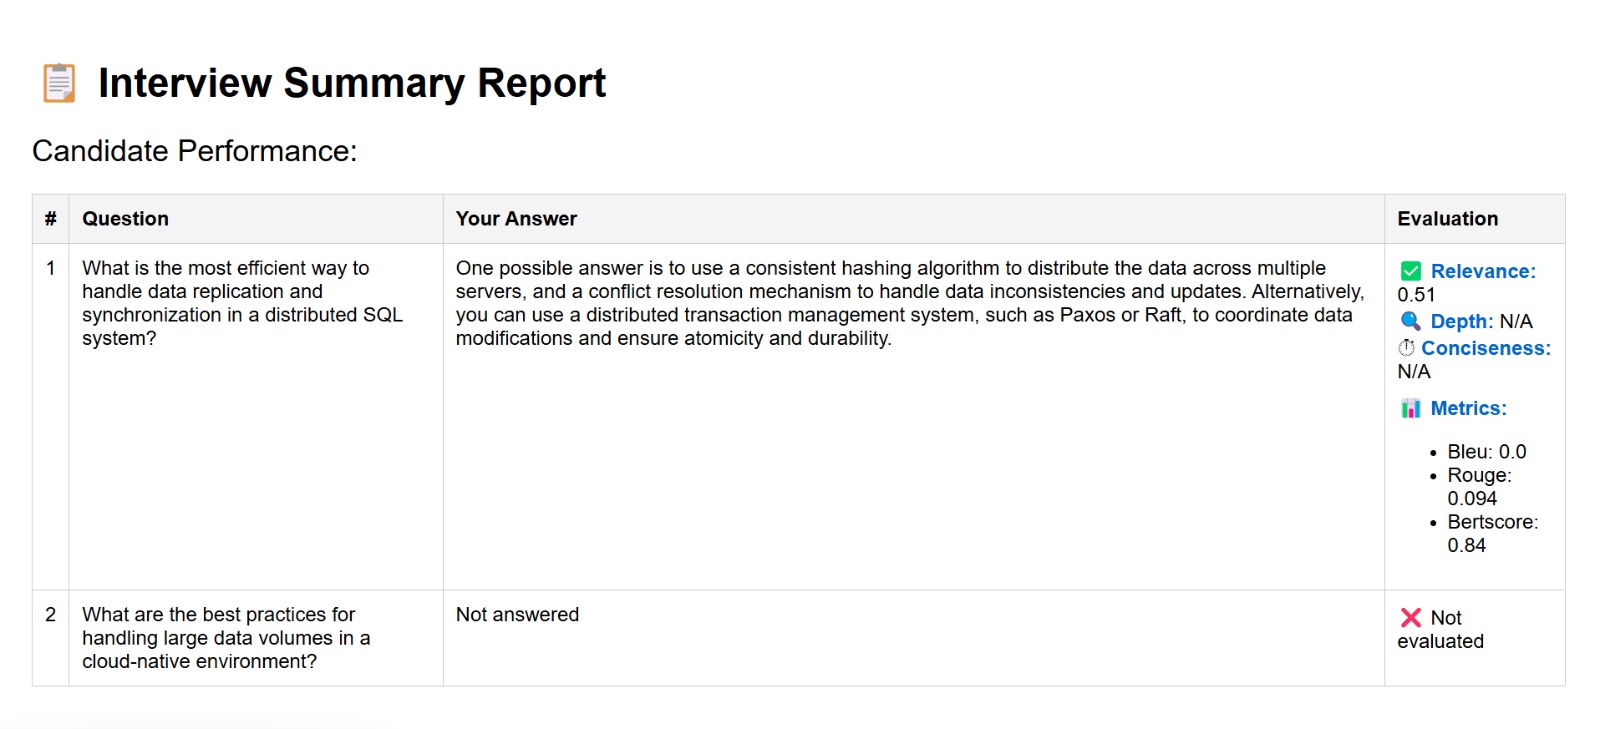 Interview Summary Report
Candidate Performance:
# Question Your Answer Evaluation
1
What is the most efficient way to
handle data replication and
synchronization in a distributed SQL
system?
One possible answer is to use a consistent hashing algorithm to distribute the data across multiple
servers, and a conflict resolution mechanism to handle data inconsistencies and updates. Alternatively,
you can use a distributed transaction management system, such as Paxos or Raft, to coordinate data
modifications and ensure atomicity and durability.
Relevance:
0.51
Depth: N/A
Conciseness:
N/A
Metrics:
• Bleu: 0.0
• Rouge:
0.094
• Bertscore:
0.84
2
What are the best practices for
handling large data volumes in a
cloud-native environment?
Not answered
Not
evaluated